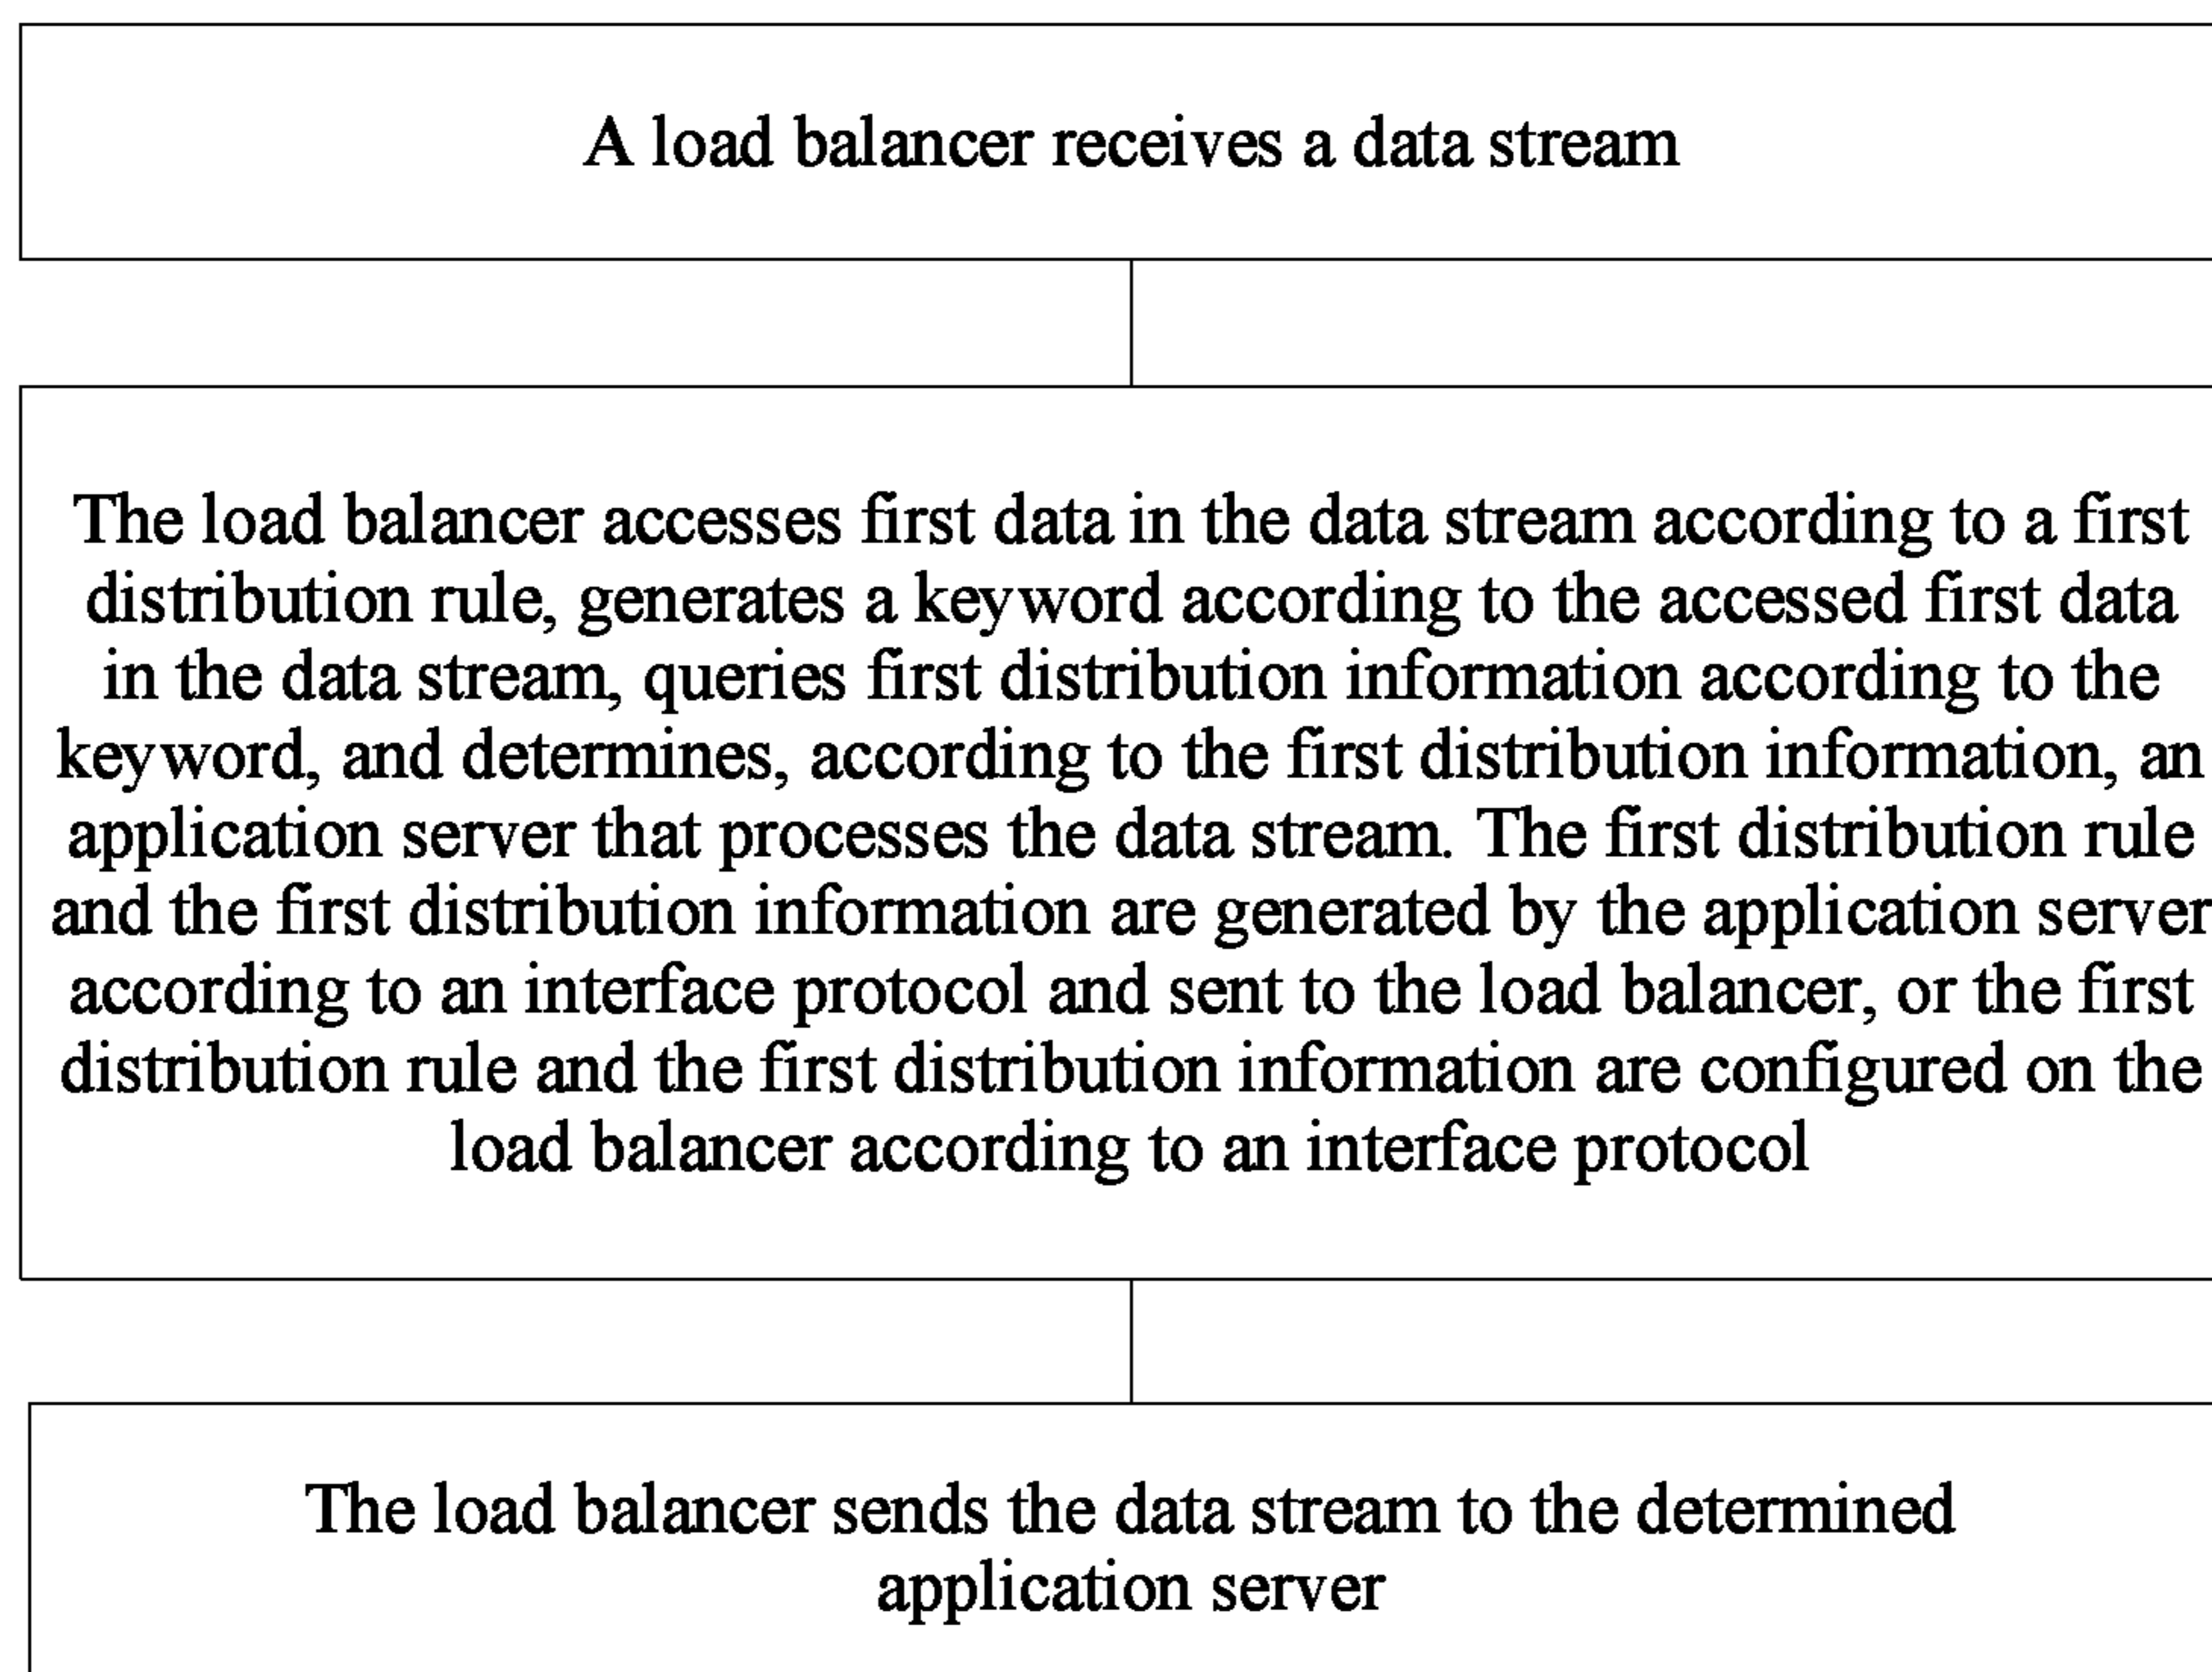 A load balancer receives a data stream
The load balancer accesses first data in the data stream according to a first
distribution rule, generates a keyword according to the accessed first data
in the data stream, queries first distribution information according to the
keyword, and determines, according to the first distribution information, an
application server that processes the data stream. The first distribution rule
and the first distribution information are generated by the application server
according to an interface protocol and sent to the load balancer, or the first
distribution rule and the first distribution information are configured on the
load balancer according to an interface protocol
The load balancer sends the data stream to the determined
application server